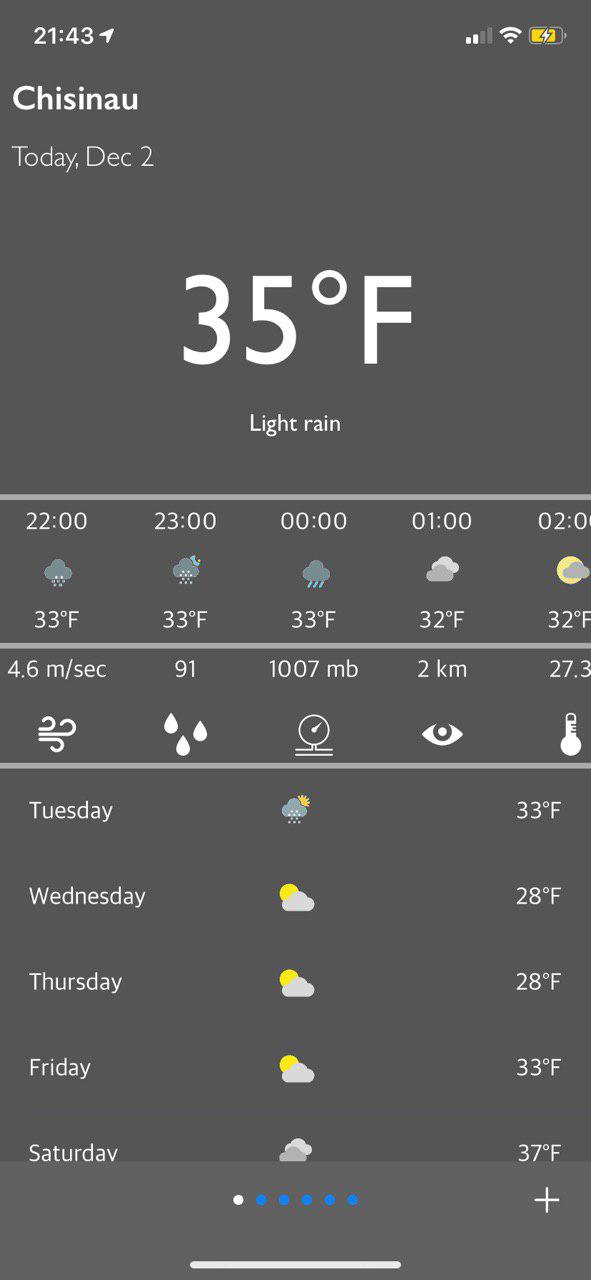 21:43
Chisinau
Today, Dec 2
35°F
Light rain
22:00 23:00 00:00 01:00 02:0
33°F 33°F 33°F 32°F 32°F
4.6 m/sec 91 1007 mb 2 km 27.3
Tuesday 33°F
Wednesday 28°F
Thursday 28°F
Friday 33°F
Saturday 37°F